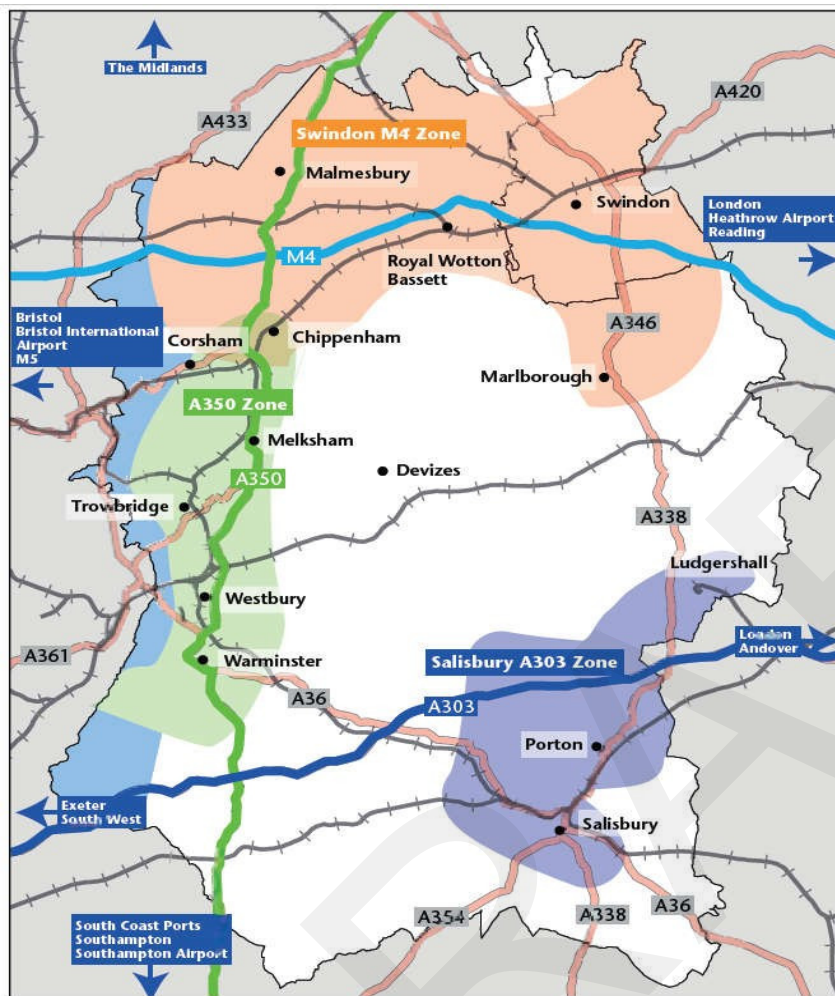 The Midlands
A433
A420
Swindon M4 Zone
Malmesbury
Swindon
London
Heathrow Airport
Reading
M4
Royal Wotton
Bassett
Bristol
Bristol International
Airport
M5
Corsham
Chippenham
A346
Marlborough
A350 Zone
Melksham
Devizes
A350
Trowbridge
A338
Ludgershall
Westbury
A361
Warminster
Salisbury A303 Zone
London
Andover
A36
A303
Porton
Exeter
South West
Salisbury
South Coast Ports
Southampton
Southampton Airport
A354
A338
A36